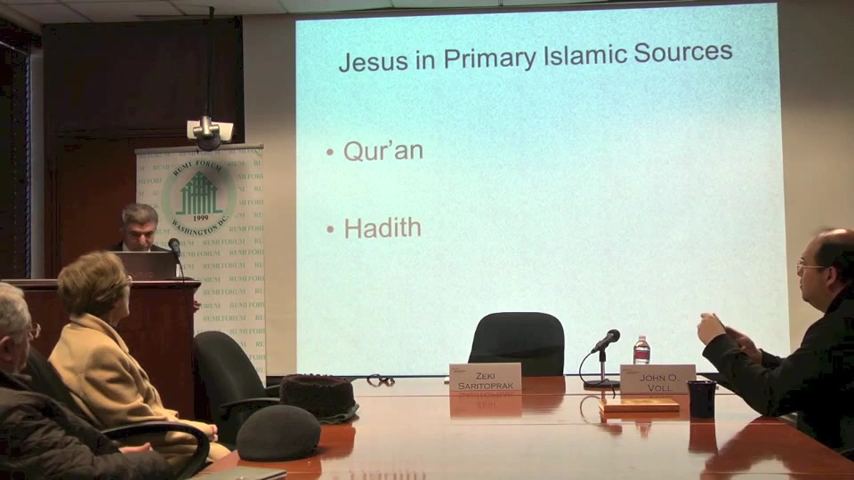 Jesus in Primary Islamic Sources
• Qur'an
• Hadith
RUMI FORUM
1999
WASHINGTON DC.
ZEKI
SARITOPRAK
JOHN O.
VOLL